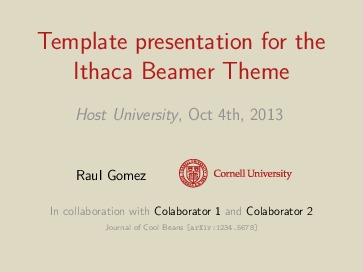 Template presentation for the
Ithaca Beamer Theme
Host University, Oct 4th, 2013
Raul Gomez
Cornell University
In collaboration with Colaborator 1 and Colaborator 2
Journal of Cool Beans [arXiv:1234.5678]